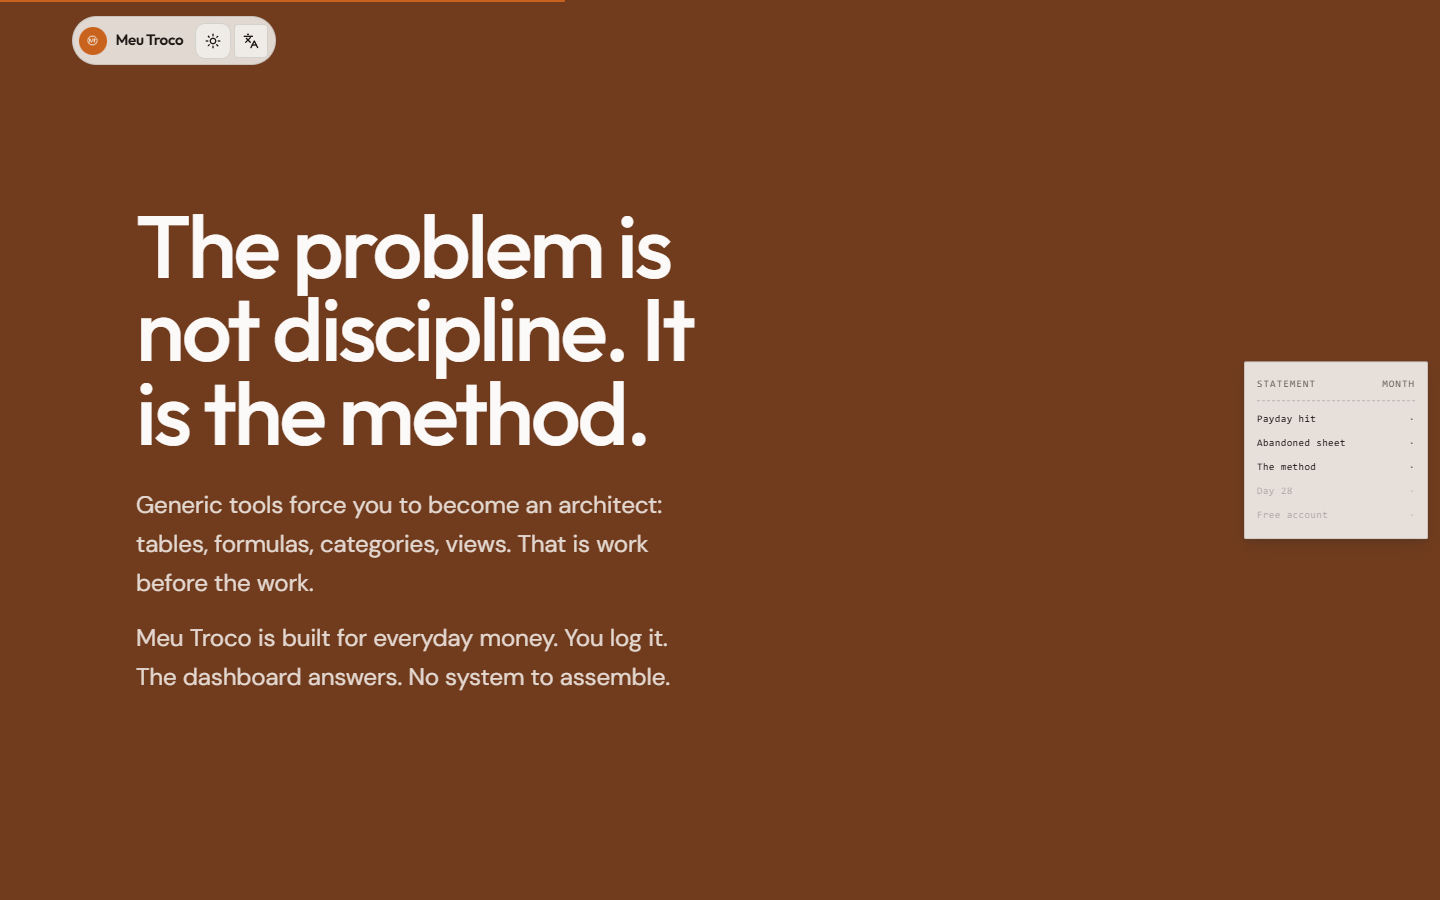 Meu Troco
The problem is
not discipline. It
is the method.
Generic tools force you to become an architect:
tables, formulas, categories, views. That is work
before the work.
Meu Troco is built for everyday money. You log it.
The dashboard answers. No system to assemble.
STATEMENT MONTH
Payday hit ·
Abandoned sheet ·
The method ·
Day 28 ·
Free account ·